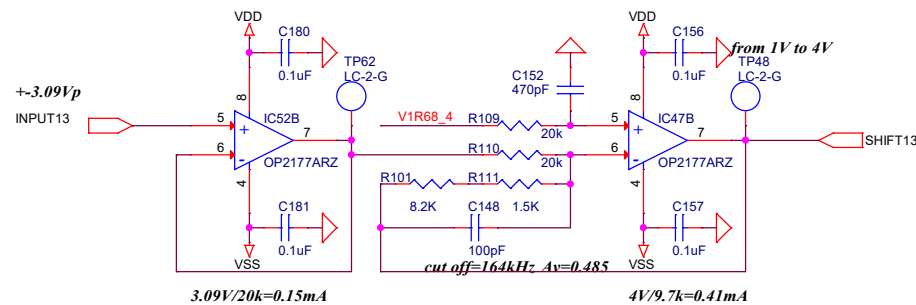 VDD
C180
0.1uF
TP62
LC-2-G
VDD
C156
0.1uF
from 1V to 4V
TP48
LC-2-G
C152
470pF
+-3.09Vp
INPUT13
8
5
+
6
-
7
4
IC52B
OP2177ARZ
V1R68_4
R109
20k
R110
20k
R101
8.2K
R111
1.5K
C148
100pF
8
5
+
6
-
7
4
IC47B
OP2177ARZ
SHIFT13
C181
0.1uF
VSS
C157
0.1uF
VSS
cut off=164kHz Av=0.485
3.09V/20k=0.15mA
4V/9.7k=0.41mA